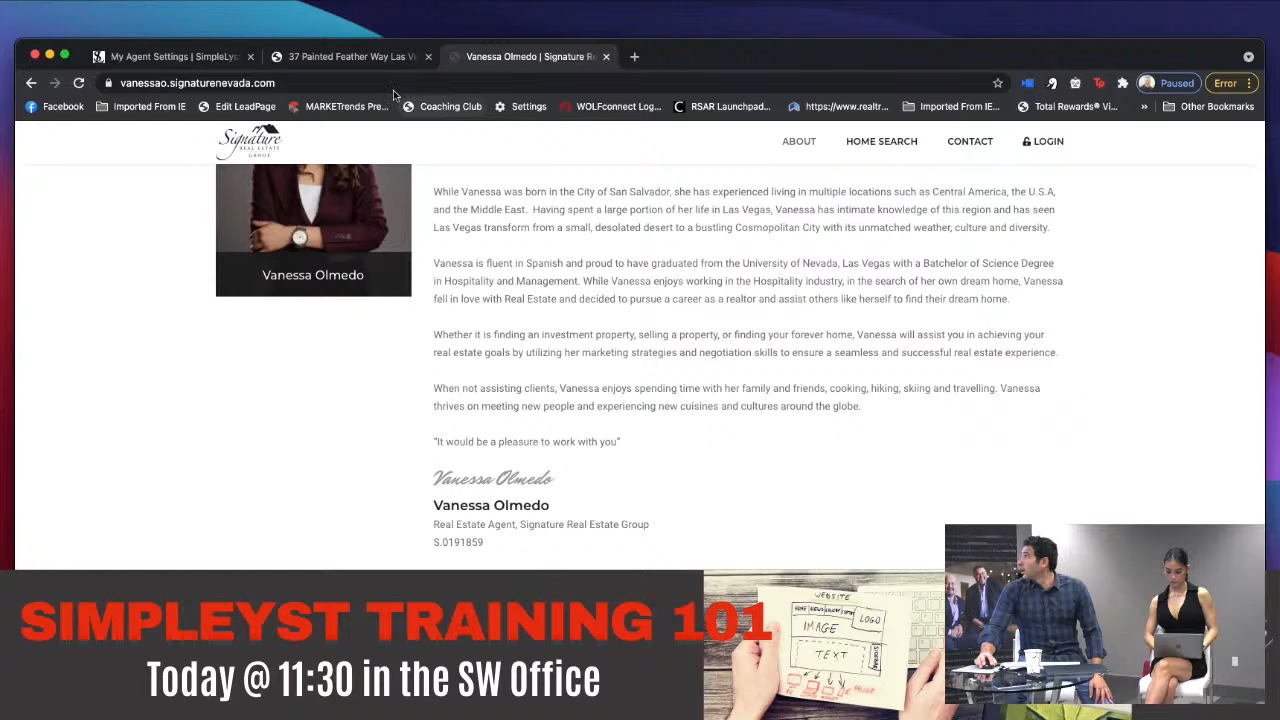 My Agent Settings | SimpleLys
37 Painted Feather Way Las Ve
Vanessa Olmedo | Signature Re
vanessao.signaturenevada.com
Paused
Error
Facebook
Imported From IE
Edit LeadPage
MARKETrends Pre...
Coaching Club
Settings
WOLFconnect Log...
RSAR Launchpad...
https://www.realtr...
Imported From IE...
Total Rewards® Vi...
»
Other Bookmarks
Signature
REAL ESTATE
GROUP
ABOUT
HOME SEARCH
CONTACT
LOGIN
Vanessa Olmedo
While Vanessa was born in the City of San Salvador, she has experienced living in multiple locations such as Central America, the U.S.A,
and the Middle East. Having spent a large portion of her life in Las Vegas, Vanessa has intimate knowledge of this region and has seen
Las Vegas transform from a small, desolated desert to a bustling Cosmopolitan City with its unmatched weather, culture and diversity.
Vanessa is fluent in Spanish and proud to have graduated from the University of Nevada, Las Vegas with a Batchelor of Science Degree
in Hospitality and Management. While Vanessa enjoys working in the Hospitality industry, in the search of her own dream home, Vanessa
fell in love with Real Estate and decided to pursue a career as a realtor and assist others like herself to find their dream home.
Whether it is finding an investment property, selling a property, or finding your forever home, Vanessa will assist you in achieving your
real estate goals by utilizing her marketing strategies and negotiation skills to ensure a seamless and successful real estate experience.
When not assisting clients, Vanessa enjoys spending time with her family and friends, cooking, hiking, skiing and travelling. Vanessa
thrives on meeting new people and experiencing new cuisines and cultures around the globe.
“It would be a pleasure to work with you”
Vanessa Olmedo
Vanessa Olmedo
Real Estate Agent, Signature Real Estate Group
S.0191859
SIMPLEYST TRAINING 101
Today @ 11:30 in the SW Office
WEBSITE
LOGO
IMAGE
TEXT